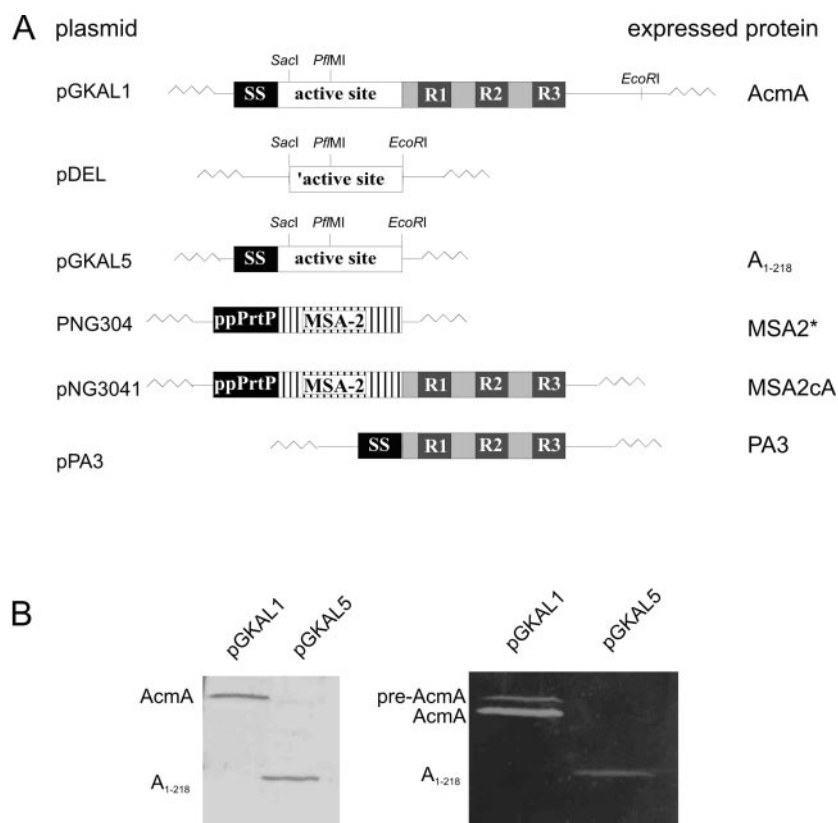 A plasmid expressed protein
SacI PflMI
pGKAL1 SS active site R1 R2 R3 EcoRI AcmA
SacI PflMI EcoRI
pDEL 'active site
SacI PflMI EcoRI
pGKAL5 SS active site A1-218
PNG304 ppPrtP MSA-2 MSA2*
pNG3041 ppPrtP MSA-2 R1 R2 R3 MSA2cA
pPA3 SS R1 R2 R3 PA3
B pGKAL1 pGKAL5 pGKAL1 pGKAL5
AcmA pre-AcmA
AcmA
A1-218 A1-218